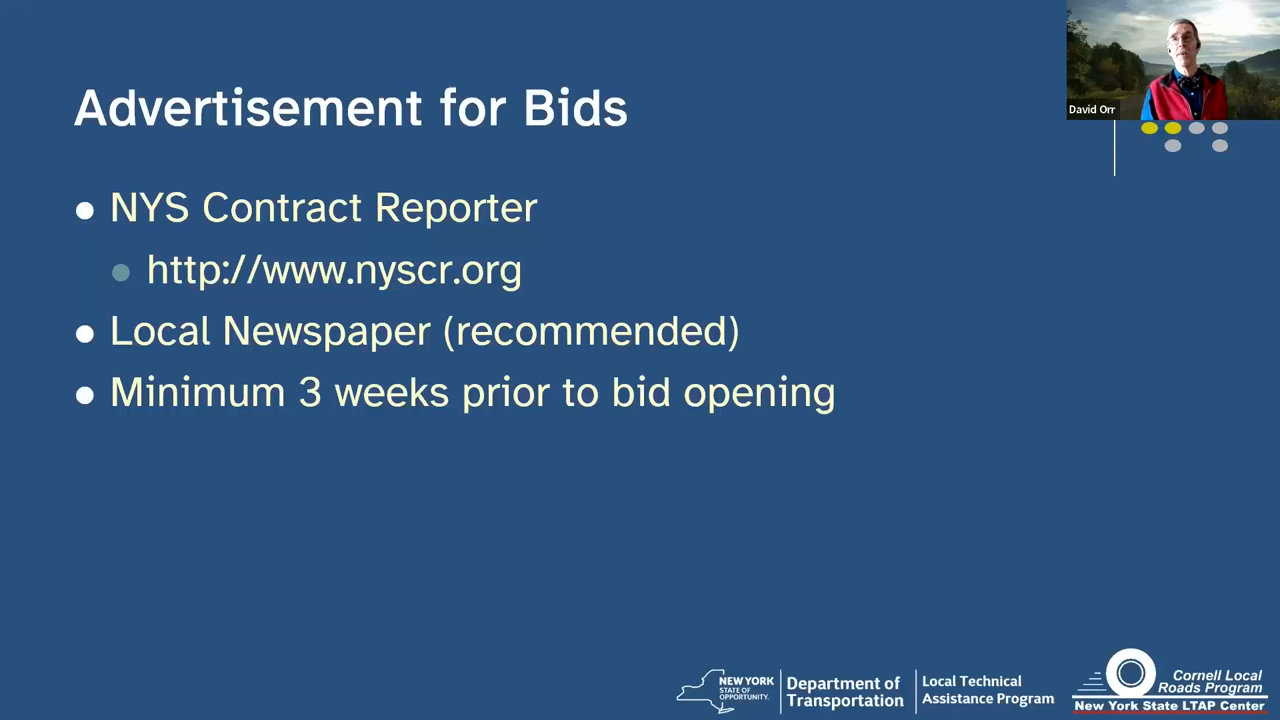 David Orr
Advertisement for Bids
NYS Contract Reporter
http://www.nyscr.org
Local Newspaper (recommended)
Minimum 3 weeks prior to bid opening
NEW YORK
STATE OF
OPPORTUNITY.
Department of
Transportation
Local Technical
Assistance Program
Cornell Local
Roads Program
New York State LTAP Center